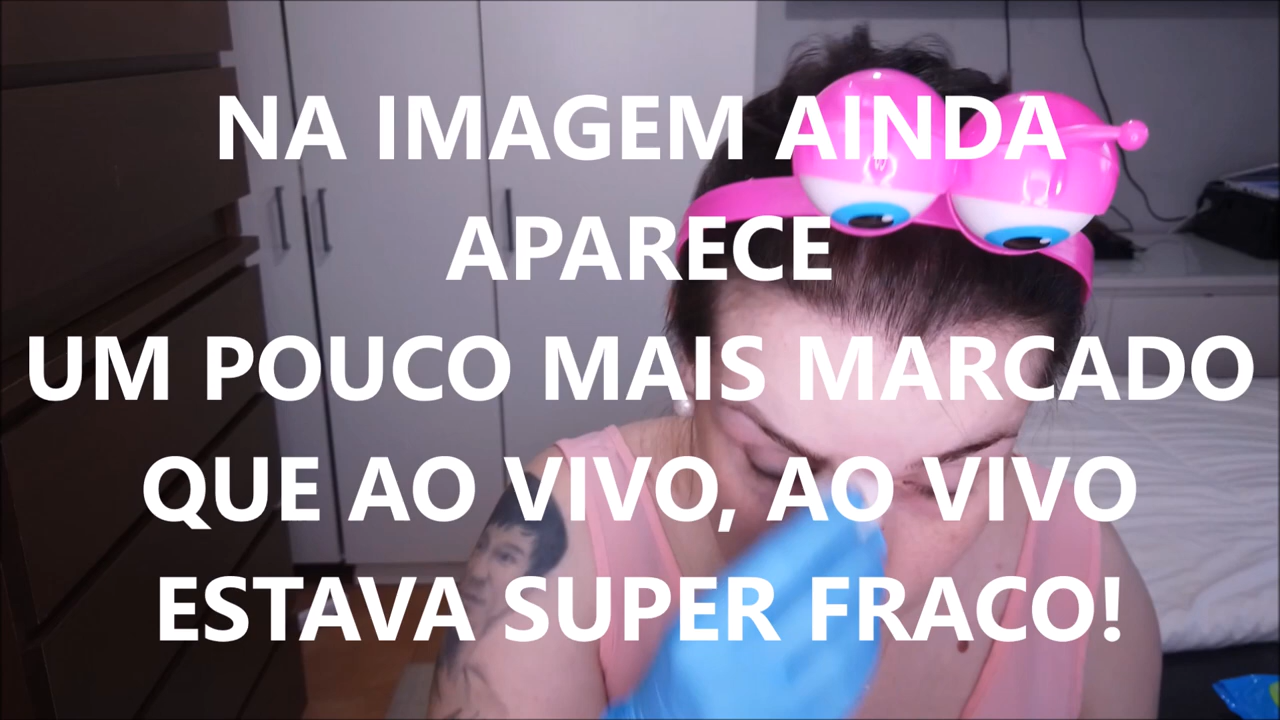 NA IMAGEM AINDA
APARECE
UM POUCO MAIS MARCADO
QUE AO VIVO, AO VIVO
ESTAVA SUPER FRACO!